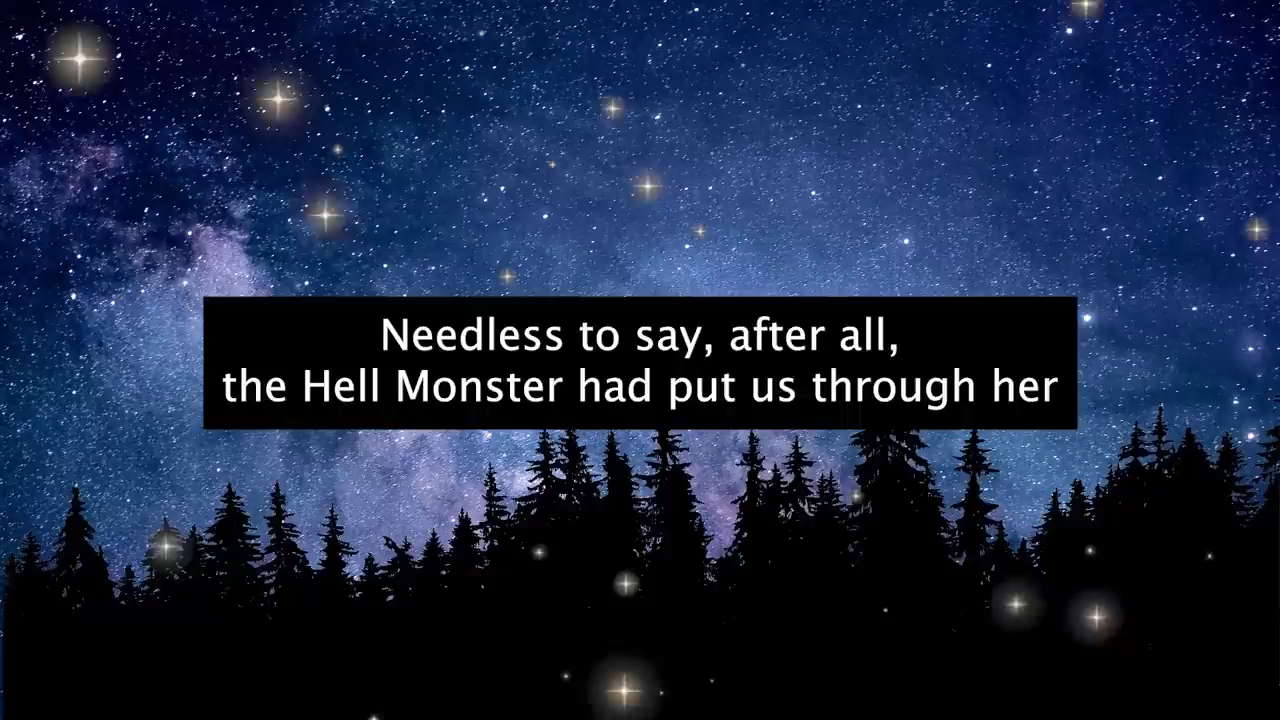 Needless to say, after all,
the Hell Monster had put us through her